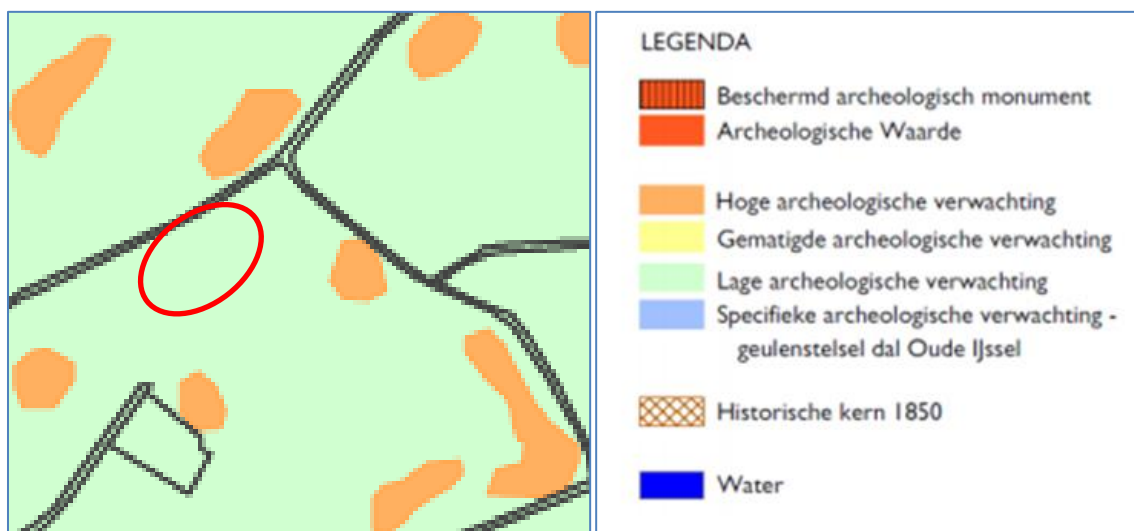 LEGENDA
Beschermd archeologisch monument
Archeologische Waarde
Hoge archeologische verwachting
Gematigde archeologische verwachting
Lage archeologische verwachting
Specifieke archeologische verwachting -
geulenstelsel dal Oude IJssel
Historische kern 1850
Water